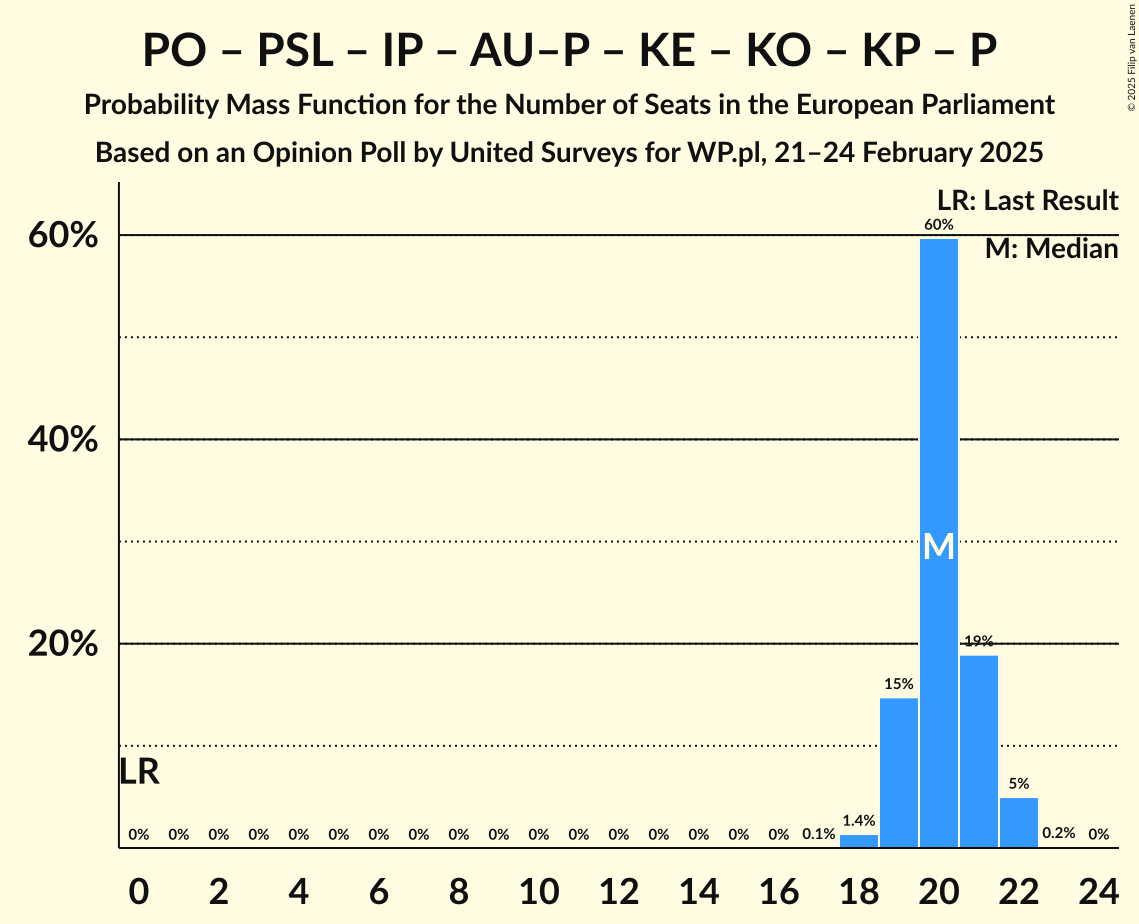 PO – PSL – IP – AU–P – KE – KO – KP – P
Probability Mass Function for the Number of Seats in the European Parliament
Based on an Opinion Poll by United Surveys for WP.pl, 21–24 February 2025
© 2025 Filip van Laenen
LR: Last Result
M: Median
60%
40%
20%
60%
M
19%
15%
LR
5%
1.4%
0% 0% 0% 0% 0% 0% 0% 0% 0% 0% 0% 0% 0% 0% 0% 0% 0% 0.1% 0.2% 0%
0 2 4 6 8 10 12 14 16 18 20 22 24